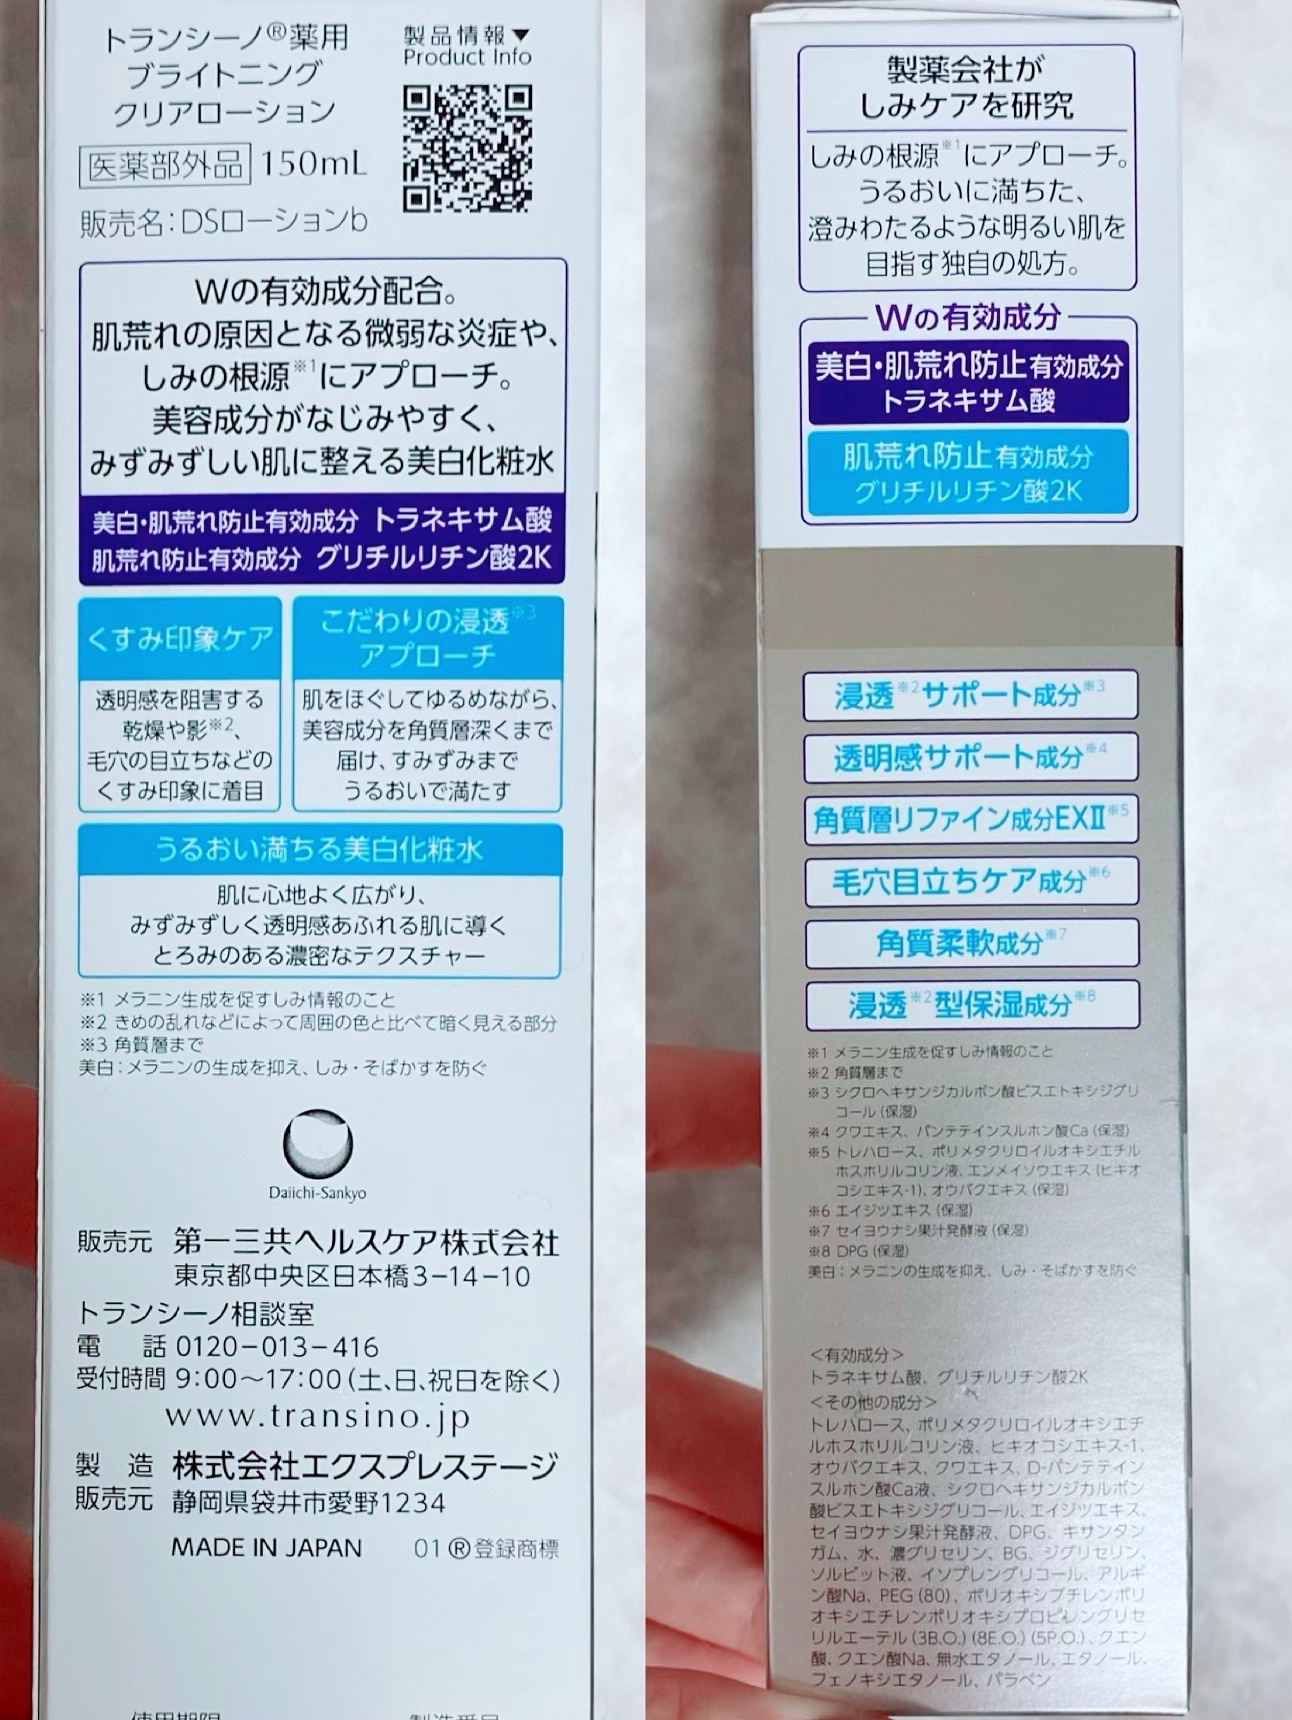 トランシーノ®薬用
ブライトニング
クリアローション
医薬部外品 150mL
販売名：DSローションb
製品情報▼
Product Info
Wの有効成分配合。
肌荒れの原因となる微弱な炎症や、
しみの根源※1にアプローチ。
美容成分がなじみやすく、
みずみずしい肌に整える美白化粧水
美白・肌荒れ防止有効成分 トラネキサム酸
肌荒れ防止有効成分 グリチルリチン酸2K
くすみ印象ケア
透明感を阻害する
乾燥や影※2、
毛穴の目立ちなどの
くすみ印象に着目
こだわりの浸透※3
アプローチ
肌をほぐしてゆるめながら、
美容成分を角質層深くまで
届け、すみずみまで
うるおいで満たす
うるおい満ちる美白化粧水
肌に心地よく広がり、
みずみずしく透明感あふれる肌に導く
とろみのある濃密なテクスチャー
※1 メラニン生成を促すしみ情報のこと
※2 きめの乱れなどによって周囲の色と比べて暗く見える部分
※3 角質層まで
美白：メラニンの生成を抑え、しみ・そばかすを防ぐ
Daiichi-Sankyo
販売元 第一三共ヘルスケア株式会社
東京都中央区日本橋3-14-10
トランシーノ相談室
電 話 0120-013-416
受付時間 9：00～17：00（土、日、祝日を除く）
www.transino.jp
製 造 株式会社エクスプレステージ
販売元 静岡県袋井市愛野1234
MADE IN JAPAN 01 ®登録商標
製薬会社が
しみケアを研究
しみの根源※1にアプローチ。
うるおいに満ちた、
澄みわたるような明るい肌を
目指す独自の処方。
Wの有効成分
美白・肌荒れ防止有効成分
トラネキサム酸
肌荒れ防止有効成分
グリチルリチン酸2K
浸透※2サポート成分※3
透明感サポート成分※4
角質層リファイン成分EXⅡ※5
毛穴目立ちケア成分※6
角質柔軟成分※7
浸透※2型保湿成分※8
※1 メラニン生成を促すしみ情報のこと
※2 角質層まで
※3 シクロヘキサンジカルボン酸ビスエトキシジグリ
コール（保湿）
※4 クワエキス、パンテテインスルホン酸Ca（保湿）
※5 トレハロース、ポリメタクリロイルオキシエチル
ホスホリルコリン液、エンメイソウエキス（ヒキオ
コシエキス-1）、オウバクエキス（保湿）
※6 エイジツエキス（保湿）
※7 セイヨウナシ果汁発酵液（保湿）
※8 DPG（保湿）
美白：メラニンの生成を抑え、しみ・そばかすを防ぐ
＜有効成分＞
トラネキサム酸、グリチルリチン酸2K
＜その他の成分＞
トレハロース、ポリメタクリロイルオキシエチ
ルホスホリルコリン液、ヒキオコシエキス-1、
オウバクエキス、クワエキス、D-パンテテイン
スルホン酸Ca液、シクロヘキサンジカルボン
酸ビスエトキシジグリコール、エイジツエキス、
セイヨウナシ果汁発酵液、DPG、キサンタン
ガム、水、濃グリセリン、BG、ジグリセリン、
ソルビット液、イソプレングリコール、アルギ
ン酸Na、PEG（80）、ポリオキシブチレンポリ
オキシエチレンポリオキシプロピレングリセ
リルエーテル（3B.O.）（8E.O.）（5P.O.）、クエン
酸、クエン酸Na、無水エタノール、エタノール、
フェノキシエタノール、パラベン